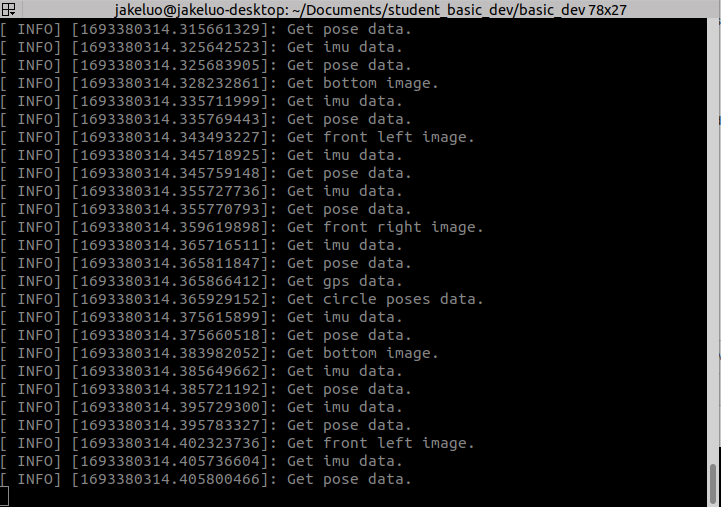 jakeluo@jakeluo-desktop: ~/Documents/student_basic_dev/basic_dev 78x27
[ INFO] [1693380314.315661329]: Get pose data.
[ INFO] [1693380314.325642523]: Get imu data.
[ INFO] [1693380314.325683905]: Get pose data.
[ INFO] [1693380314.328232861]: Get bottom image.
[ INFO] [1693380314.335711999]: Get imu data.
[ INFO] [1693380314.335769443]: Get pose data.
[ INFO] [1693380314.343493227]: Get front left image.
[ INFO] [1693380314.345718925]: Get imu data.
[ INFO] [1693380314.345759148]: Get pose data.
[ INFO] [1693380314.355727736]: Get imu data.
[ INFO] [1693380314.355770793]: Get pose data.
[ INFO] [1693380314.359619898]: Get front right image.
[ INFO] [1693380314.365716511]: Get imu data.
[ INFO] [1693380314.365811847]: Get pose data.
[ INFO] [1693380314.365866412]: Get gps data.
[ INFO] [1693380314.365929152]: Get circle poses data.
[ INFO] [1693380314.375615899]: Get imu data.
[ INFO] [1693380314.375660518]: Get pose data.
[ INFO] [1693380314.383982052]: Get bottom image.
[ INFO] [1693380314.385649662]: Get imu data.
[ INFO] [1693380314.385721192]: Get pose data.
[ INFO] [1693380314.395729300]: Get imu data.
[ INFO] [1693380314.395783327]: Get pose data.
[ INFO] [1693380314.402323736]: Get front left image.
[ INFO] [1693380314.405736604]: Get imu data.
[ INFO] [1693380314.405800466]: Get pose data.